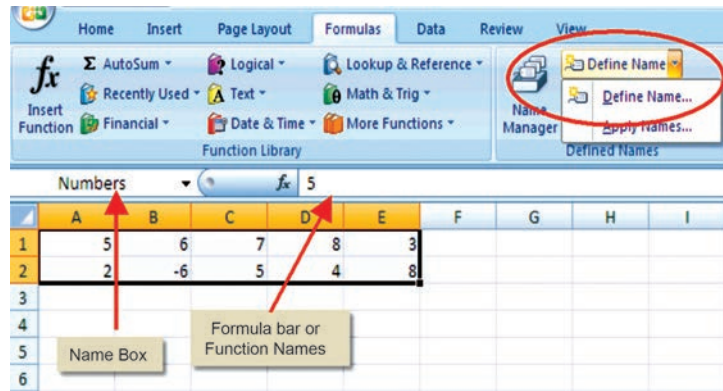 Home Insert Page Layout Formulas Data Review View
fx Insert Function
Σ AutoSum
Recently Used
Financial
Logical
Text
Date & Time
Lookup & Reference
Math & Trig
More Functions
Function Library
Name Manager
Define Name
Define Name...
Apply Names...
Defined Names
Numbers fx 5
A B C D E F G H I
1 5 6 7 8 3
2 2 -6 5 4 8
3
4
5
6
Name Box
Formula bar or
Function Names